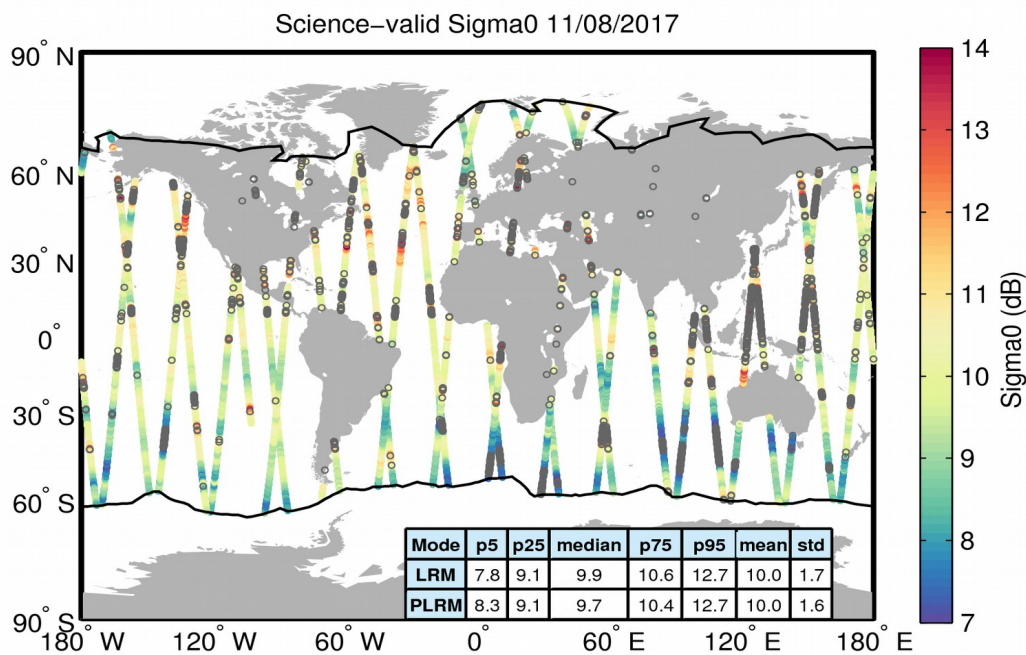 Science−valid Sigma0 11/08/2017
90° N
60° N
30° N
0°
30° S
60° S
90° S
180° W
120° W
60° W
0°
60° E
120° E
180° E
Mode p5 p25 median p75 p95 mean std
LRM 7.8 9.1 9.9 10.6 12.7 10.0 1.7
PLRM 8.3 9.1 9.7 10.4 12.7 10.0 1.6
14
13
12
11
10
9
8
7
Sigma0 (dB)